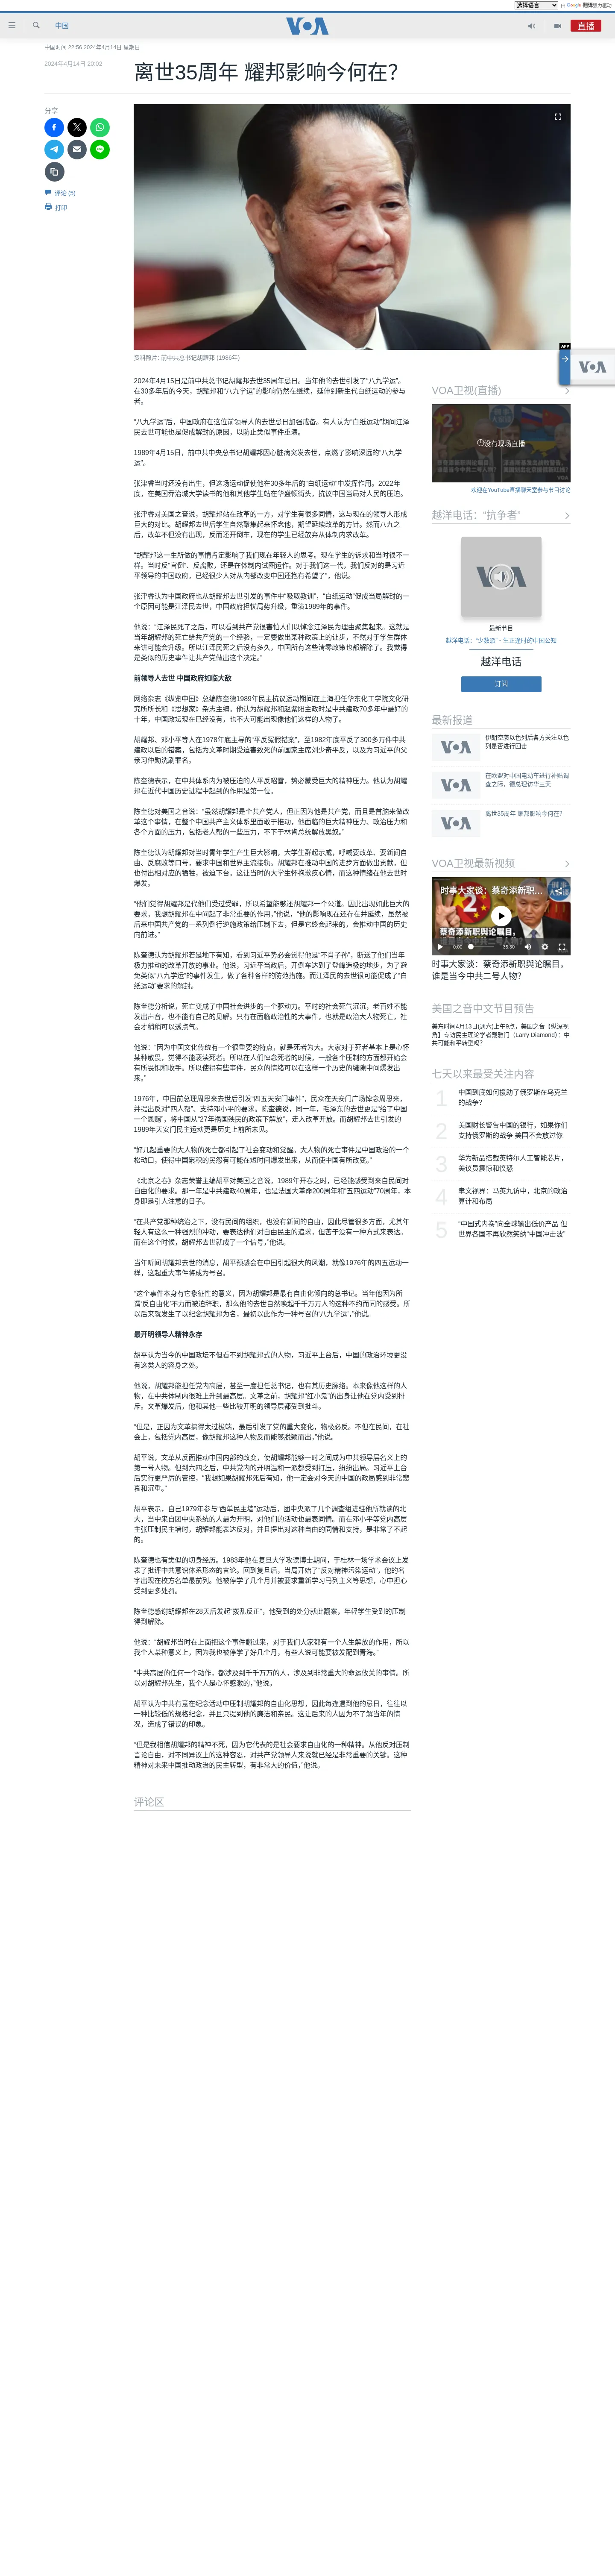 选择语言
由 Google 翻译强力驱动
中国
VOA
直播
中国时间 22:56 2024年4月14日 星期日
2024年4月14日 20:02
离世35周年 耀邦影响今何在？
分享
评论 (5)
打印
AFP
资料照片: 前中共总书记胡耀邦 (1986年)
2024年4月15日是前中共总书记胡耀邦去世35周年忌日。当年他的去世引发了“八九学运”。
在30多年后的今天，胡耀邦和“八九学运”的影响仍然在继续，延伸到新生代白纸运动的参与
者。
“八九学运”后，中国政府在这位前领导人的去世忌日加强戒备。有人认为“白纸运动”期间江泽
民去世可能也是促成解封的原因，以防止类似事件重演。
1989年4月15日，前中共中央总书记胡耀邦因心脏病突发去世，点燃了影响深远的“八九学
运”。
张津睿当时还没有出生，但这场运动促使他在30多年后的“白纸运动”中发挥作用。2022年
底，在美国乔治城大学读书的他和其他学生站在华盛顿街头，抗议中国当局对人民的压迫。
张津睿对美国之音说，胡耀邦站在改革的一方，对学生有很多同情，这与现在的领导人形成
巨大的对比。胡耀邦去世后学生自然聚集起来怀念他，期望延续改革的方针。然而八九之
后，改革不但没有出现，反而还开倒车，现在的学生已经放弃从体制内求改革。
“胡耀邦这一生所做的事情肯定影响了我们现在年轻人的思考。现在学生的诉求和当时很不一
样。当时反“官倒”、反腐败，还是在体制内试图运作。对于我们这一代，我们反对的是习近
平领导的中国政府，已经很少人对从内部改变中国还抱有希望了”，他说。
张津睿认为中国政府也从胡耀邦去世引发的事件中“吸取教训”，“白纸运动”促成当局解封的一
个原因可能是江泽民去世，中国政府担忧局势升级，重演1989年的事件。
他说：“江泽民死了之后，可以看到共产党很害怕人们以悼念江泽民为理由聚集起来。这就是
当年胡耀邦的死亡给共产党的一个经验，一定要做出某种政策上的让步，不然对于学生群体
来讲可能会升级。所以江泽民死之后没有多久，中国所有这些清零政策也都解除了。我觉得
是类似的历史事件让共产党做出这个决定。”
前领导人去世 中国政府如临大敌
网络杂志《纵览中国》总编陈奎德1989年民主抗议运动期间在上海担任华东化工学院文化研
究所所长和《思想家》杂志主编。他认为胡耀邦和赵紫阳主政时是中共建政70多年中最好的
十年，中国政坛现在已经没有，也不大可能出现像他们这样的人物了。
胡耀邦、邓小平等人在1978年底主导的“平反冤假错案”，至1982年底平反了300多万件中共
建政以后的错案，包括为文革时期受迫害致死的前国家主席刘少奇平反，以及为习近平的父
亲习仲勋洗刷罪名。
陈奎德表示，在中共体系内为被压迫的人平反昭雪，势必蒙受巨大的精神压力。他认为胡耀
邦在近代中国历史进程中起到的作用是第一位。
陈奎德对美国之音说：“虽然胡耀邦是个共产党人，但正因为他是共产党，而且是首脑来做改
革这个事情，在整个中国共产主义体系里面敢于推动，他面临的巨大精神压力、政治压力和
各个方面的压力，包括老人帮的一些压力，不下于林肯总统解放黑奴。”
陈奎德认为胡耀邦对当时青年学生产生巨大影响，大学生群起示威，呼喊要改革、要新闻自
由、反腐败等口号，要求中国和世界主流接轨。胡耀邦在推动中国的进步方面做出贡献，但
也付出相对应的牺牲，被迫下台。这让当时的大学生怀抱歉疚心情，而这种情绪在他去世时
爆发。
“他们觉得胡耀邦是代他们受过受罪，所以希望能够还胡耀邦一个公道。因此出现如此巨大的
要求，我想胡耀邦在中间起了非常重要的作用，”他说，“他的影响现在还存在并延续，虽然被
后来中国共产党的一系列倒行逆施政策给压制下去，但这些终会起来的，会推动中国的历史
向前进。”
陈奎德认为胡耀邦若是地下有知，看到习近平势必会觉得他是“不肖子孙”，断送了他们当年
极力推动的改革开放的事业。他说，习近平当政后，开倒车达到了登峰造极的地步，为了避
免类似“八九学运”的事件发生，做了各种各样的防范措施。而江泽民的去世很可能促成了“白
纸运动”要求的解封。
陈奎德分析说，死亡变成了中国社会进步的一个驱动力。平时的社会死气沉沉，老百姓不能
发出声音，也不能有自己的见解。只有在面临政治性的大事件，也就是政治大人物死亡，社
会才稍稍可以透点气。
他说：“因为中国文化传统有一个很重要的特点，就是死者为大。大家对于死者基本上是心怀
某种敬畏，觉得不能亵渎死者。所以在人们悼念死者的时候，一般各个压制的方面都开始会
有所畏惧和收手。所以使得有些事件，民众的情绪可以在这样一个历史的缝隙中间爆发出
来。”
1976年，中国前总理周恩来去世后引发“四五天安门事件”，民众在天安门广场悼念周恩来，
并提出反对“四人帮”、支持邓小平的要求。陈奎德说，同一年，毛泽东的去世更是“给了中国
一个恩赐”，将中国从“27年祸国殃民的政策下解放”，走入改革开放。而胡耀邦去世引发的
1989年天安门民主运动更是历史上前所未见。
“好几起重要的大人物的死亡都引起了社会变动和觉醒。大人物的死亡事件是中国政治的一个
松动口，使得中国累积的民怨有可能在短时间爆发出来，从而使中国有所改变。”
《北京之春》杂志荣誉主编胡平对美国之音说，1989年开春之时，已经能感受到来自民间对
自由化的要求。那一年是中共建政40周年，也是法国大革命200周年和“五四运动”70周年，本
身即是引人注意的日子。
“在共产党那种统治之下，没有民间的组织，也没有新闻的自由，因此尽管很多方面，尤其年
轻人有这么一种强烈的冲动，要表达他们对自由民主的追求，但苦于没有一种方式来表达。
而在这个时候，胡耀邦去世就成了一个信号，”他说。
当年听闻胡耀邦去世的消息，胡平预感会在中国引起很大的风潮，就像1976年的四五运动一
样，这起重大事件将成为号召。
“这个事件本身有它象征性的意义，因为胡耀邦是最有自由化倾向的总书记。当年他因为所
谓‘反自由化’不力而被迫辞职，那么他的去世自然唤起千千万万人的这种不约而同的感受。所
以后来就发生了以纪念胡耀邦为名，最初以此作为一种号召的‘八九学运’，”他说。
最开明领导人精神永存
胡平认为当今的中国政坛不但看不到胡耀邦式的人物，习近平上台后，中国的政治环境更没
有这类人的容身之处。
他说，胡耀邦能担任党内高层，甚至一度担任总书记，也有其历史脉络。本来像他这样的人
物，在中共体制内很难上升到最高层。文革之前，胡耀邦“红小鬼”的出身让他在党内受到排
斥。文革爆发后，他和其他一些比较开明的领导层都受到批斗。
“但是，正因为文革搞得太过极端，最后引发了党的重大变化，物极必反。不但在民间，在社
会上，包括党内高层，像胡耀邦这种人物反而能够脱颖而出，”他说。
胡平说，文革从反面推动中国内部的改变，使胡耀邦能够一时之间成为中共领导层名义上的
第一号人物。但到六四之后，中共党内的开明温和一派都受到打压，纷纷出局。习近平上台
后实行更严厉的管控，“我想如果胡耀邦死后有知，他一定会对今天的中国的政局感到非常悲
哀和沉重。”
胡平表示，自己1979年参与“西单民主墙”运动后，团中央派了几个调查组进驻他所就读的北
大，当中来自团中央系统的人最为开明，对他们的活动也最表同情。而在邓小平等党内高层
主张压制民主墙时，胡耀邦能表达反对，并且提出对这种自由的同情和支持，是非常了不起
的。
陈奎德也有类似的切身经历。1983年他在复旦大学攻读博士期间，于桂林一场学术会议上发
表了批评中共意识体系形态的言论。回到复旦后，当局开始了“反对精神污染运动”，他的名
字出现在校方名单最前列。他被停学了几个月并被要求重新学习马列主义等思想，心中担心
受到更多处罚。
陈奎德感谢胡耀邦在28天后发起“拨乱反正”，他受到的处分就此翻案，年轻学生受到的压制
得到解除。
他说：“胡耀邦当时在上面把这个事件翻过来，对于我们大家都有一个人生解放的作用，所以
我个人某种意义上，因为我也被停学了好几个月，有些人说可能要被发配到青海。”
“中共高层的任何一个动作，都涉及到千千万万的人，涉及到非常重大的命运攸关的事情。所
以对胡耀邦先生，我个人是心怀感激的，”他说。
胡平认为中共有意在纪念活动中压制胡耀邦的自由化思想，因此每逢遇到他的忌日，往往以
一种比较低的规格纪念，并且只提到他的廉洁和亲民。这让后来的人因为不了解当年的情
况，造成了错误的印象。
“但是我相信胡耀邦的精神不死，因为它代表的是社会要求自由化的一种精神。从他反对压制
言论自由，对不同异议上的这种容忍，对共产党领导人来说就已经是非常重要的关键。这种
精神对未来中国推动政治的民主转型，有非常大的价值，”他说。
评论区
VOA卫视(直播)
没有现场直播
欢迎在YouTube直播聊天室参与节目讨论
越洋电话：“抗争者”
最新节目
越洋电话：“少数派” - 生正逢时的中国公知
越洋电话
订阅
最新报道
伊朗空袭以色列后各方关注以色
列是否进行回击
在欧盟对中国电动车进行补贴调
查之际，德总理访华三天
离世35周年 耀邦影响今何在？
VOA卫视最新视频
时事大家谈：蔡奇添新职...
蔡奇添新职舆论瞩目,
0:00
35:30
时事大家谈：蔡奇添新职舆论瞩目，
谁是当今中共二号人物？
美国之音中文节目预告
美东时间4月13日(週六)上午9点，美国之音【纵深视
角】专访民主理论学者戴雅门（Larry Diamond）：中
共可能和平转型吗？
七天以来最受关注内容
1
中国到底如何援助了俄罗斯在乌克兰
的战争？
2
美国财长警告中国的银行，如果你们
支持俄罗斯的战争 美国不会放过你
3
华为新品搭载英特尔人工智能芯片，
美议员震惊和愤怒
4
聿文视界：马英九访中，北京的政治
算计和布局
5
“中国式内卷”向全球输出低价产品 但
世界各国不再欣然笑纳“中国冲击波”